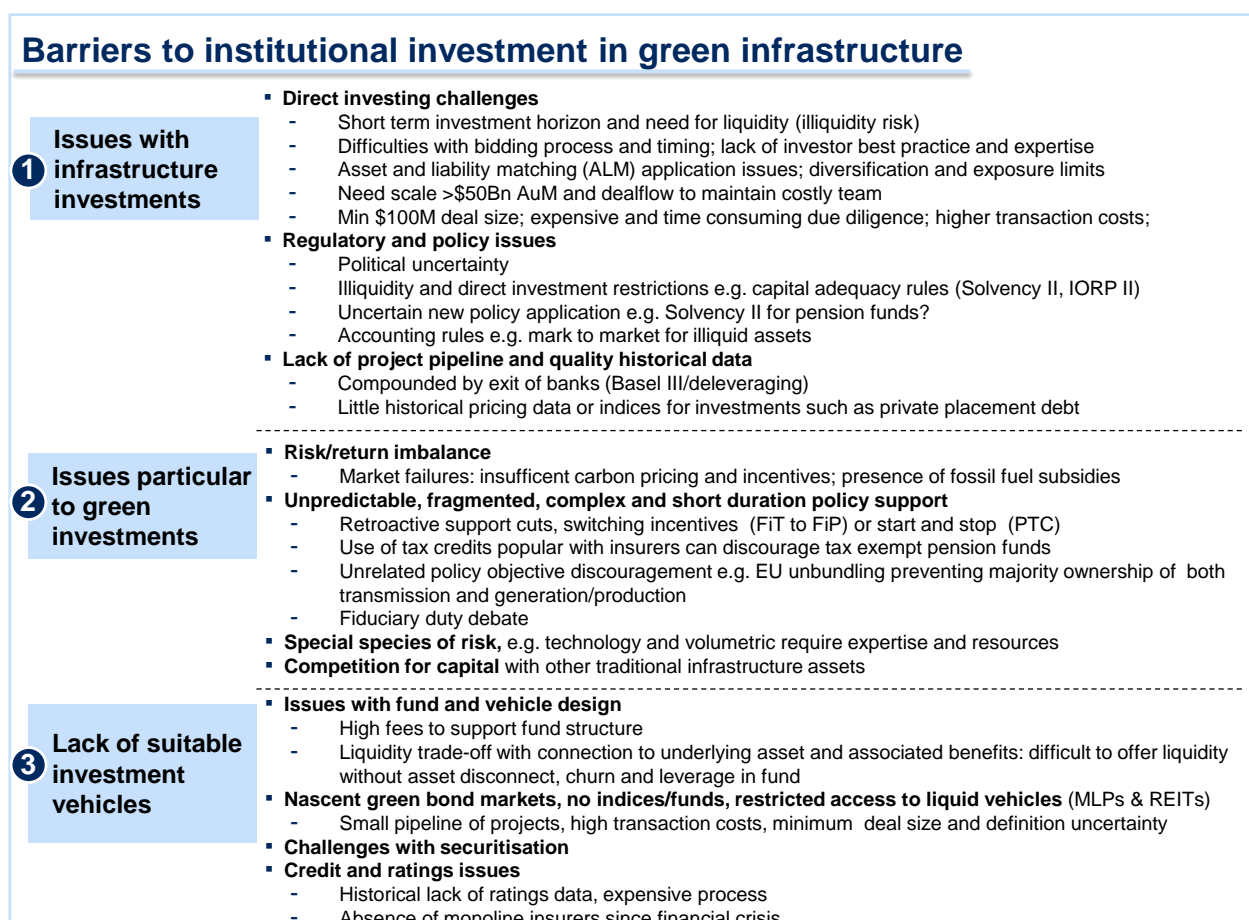 Barriers to institutional investment in green infrastructure
1
Issues with
infrastructure
investments
▪ Direct investing challenges
- Short term investment horizon and need for liquidity (illiquidity risk)
- Difficulties with bidding process and timing; lack of investor best practice and expertise
- Asset and liability matching (ALM) application issues; diversification and exposure limits
- Need scale >$50Bn AuM and dealflow to maintain costly team
- Min $100M deal size; expensive and time consuming due diligence; higher transaction costs;
▪ Regulatory and policy issues
- Political uncertainty
- Illiquidity and direct investment restrictions e.g. capital adequacy rules (Solvency II, IORP II)
- Uncertain new policy application e.g. Solvency II for pension funds?
- Accounting rules e.g. mark to market for illiquid assets
▪ Lack of project pipeline and quality historical data
- Compounded by exit of banks (Basel III/deleveraging)
- Little historical pricing data or indices for investments such as private placement debt
2
Issues particular
to green
investments
▪ Risk/return imbalance
- Market failures: insufficient carbon pricing and incentives; presence of fossil fuel subsidies
▪ Unpredictable, fragmented, complex and short duration policy support
- Retroactive support cuts, switching incentives (FiT to FiP) or start and stop (PTC)
- Use of tax credits popular with insurers can discourage tax exempt pension funds
- Unrelated policy objective discouragement e.g. EU unbundling preventing majority ownership of both
transmission and generation/production
- Fiduciary duty debate
▪ Special species of risk, e.g. technology and volumetric require expertise and resources
▪ Competition for capital with other traditional infrastructure assets
3
Lack of suitable
investment
vehicles
▪ Issues with fund and vehicle design
- High fees to support fund structure
- Liquidity trade-off with connection to underlying asset and associated benefits: difficult to offer liquidity
without asset disconnect, churn and leverage in fund
▪ Nascent green bond markets, no indices/funds, restricted access to liquid vehicles (MLPs & REITs)
- Small pipeline of projects, high transaction costs, minimum deal size and definition uncertainty
▪ Challenges with securitisation
▪ Credit and ratings issues
- Historical lack of ratings data, expensive process
- Absence of monoline insurers since financial crisis